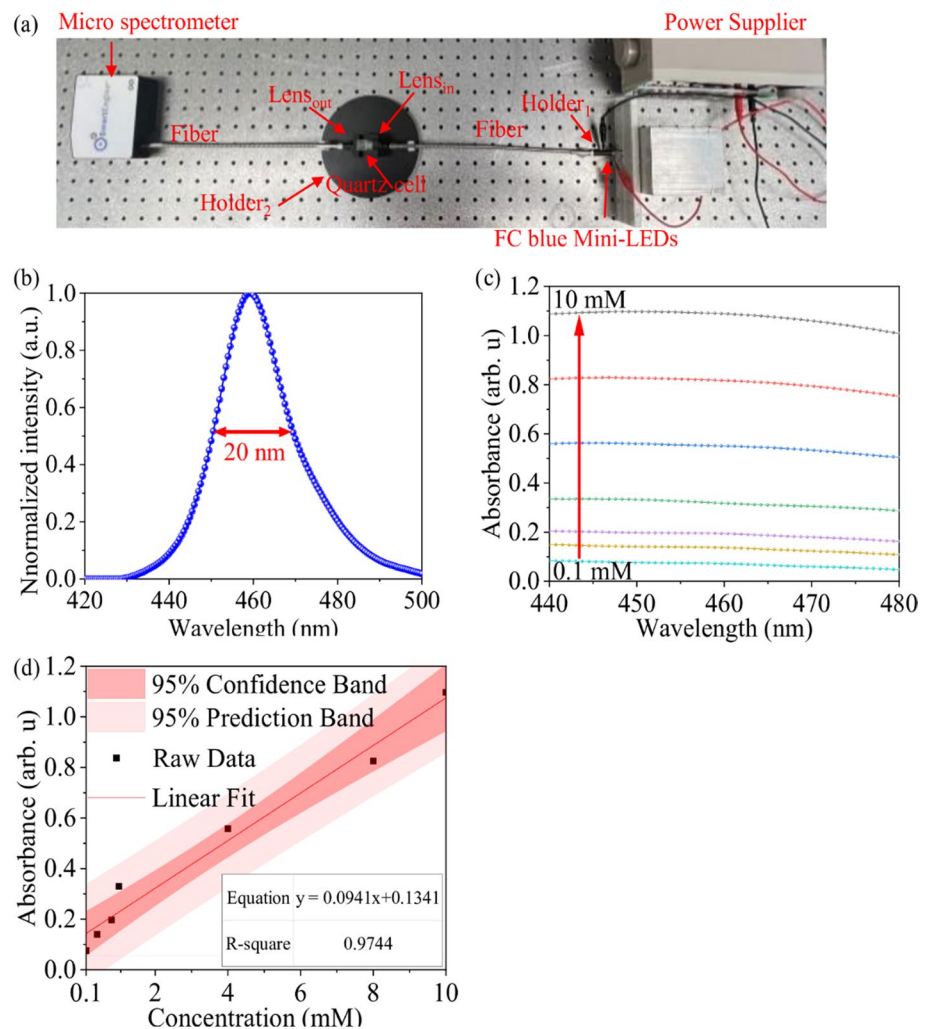 (a)
Micro spectrometer
Power Supplier
Lens_out
Lens_in
Holder_1
Fiber
Fiber
Quartz cell
Holder_2
FC blue Mini-LEDs
(b)
Nnormalized intensity (a.u.)
1.0
0.8
0.6
0.4
0.2
0.0
20 nm
420 440 460 480 500
Wavelength (nm)
(c)
Absorbance (arb. u)
1.2
1.0
0.8
0.6
0.4
0.2
0.0
10 mM
0.1 mM
440 450 460 470 480
Wavelength (nm)
(d)
Absorbance (arb. u)
1.2
1.0
0.8
0.6
0.4
0.2
0.0
95% Confidence Band
95% Prediction Band
Raw Data
Linear Fit
Equation y = 0.0941x+0.1341
R-square 0.9744
0.1 2 4 6 8 10
Concentration (mM)